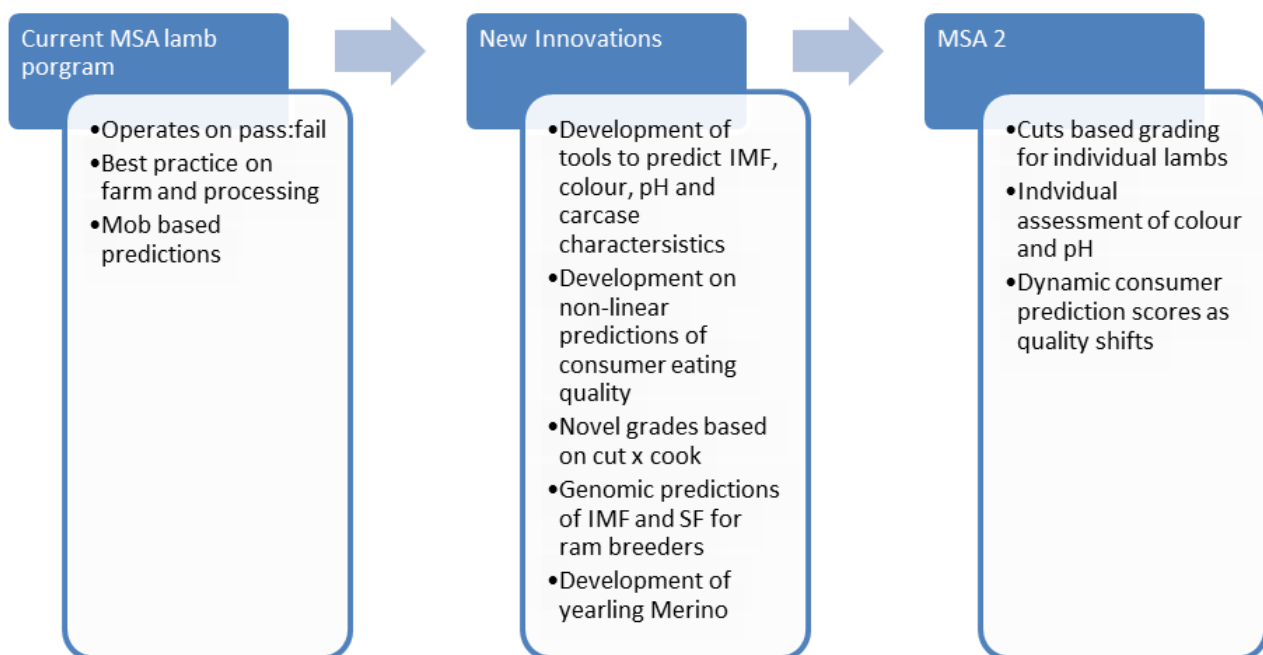 Current MSA lamb
porgram
•Operates on pass:fail
•Best practice on
farm and processing
•Mob based
predictions
New Innovations
•Development of
tools to predict IMF,
colour, pH and
carcase
charactersistics
•Development on
non-linear
predictions of
consumer eating
quality
•Novel grades based
on cut x cook
•Genomic predictions
of IMF and SF for
ram breeders
•Development of
yearling Merino
MSA 2
•Cuts based grading
for individual lambs
•Indvidual
assessment of colour
and pH
•Dynamic consumer
prediction scores as
quality shifts